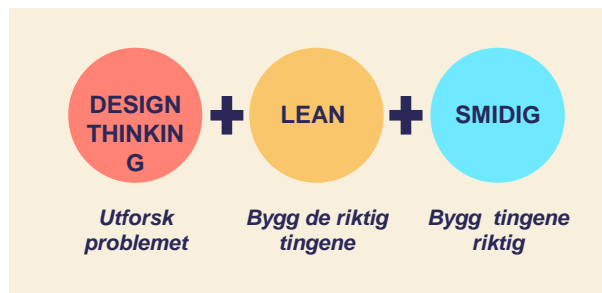 DESIGN
THINKIN
G
LEAN
SMIDIG
Utforsk
problemet
Bygg de riktig
tingene
Bygg tingene
riktig